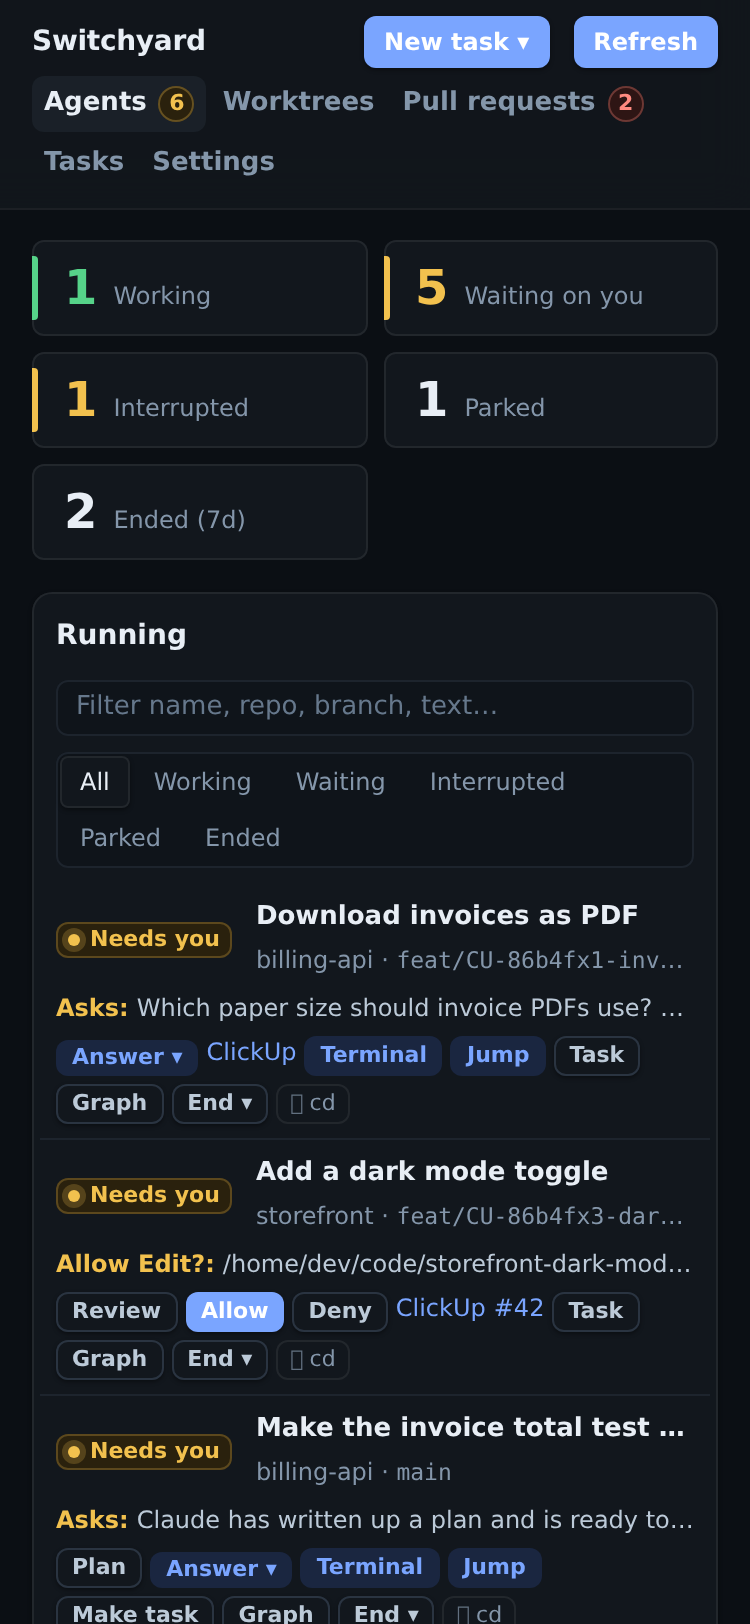 Switchyard New task ▾ Refresh
Agents 6 Worktrees Pull requests 2
Tasks Settings
1 Working 5 Waiting on you
1 Interrupted 1 Parked
2 Ended (7d)
Running
Filter name, repo, branch, text…
All Working Waiting Interrupted
Parked Ended
Needs you Download invoices as PDF
billing-api · feat/CU-86b4fx1-inv…
Asks: Which paper size should invoice PDFs use? …
Answer ▾ ClickUp Terminal Jump Task
Graph End ▾ cd
Needs you Add a dark mode toggle
storefront · feat/CU-86b4fx3-dar…
Allow Edit?: /home/dev/code/storefront-dark-mod…
Review Allow Deny ClickUp #42 Task
Graph End ▾ cd
Needs you Make the invoice total test …
billing-api · main
Asks: Claude has written up a plan and is ready to…
Plan Answer ▾ Terminal Jump
Make task Graph End ▾ cd